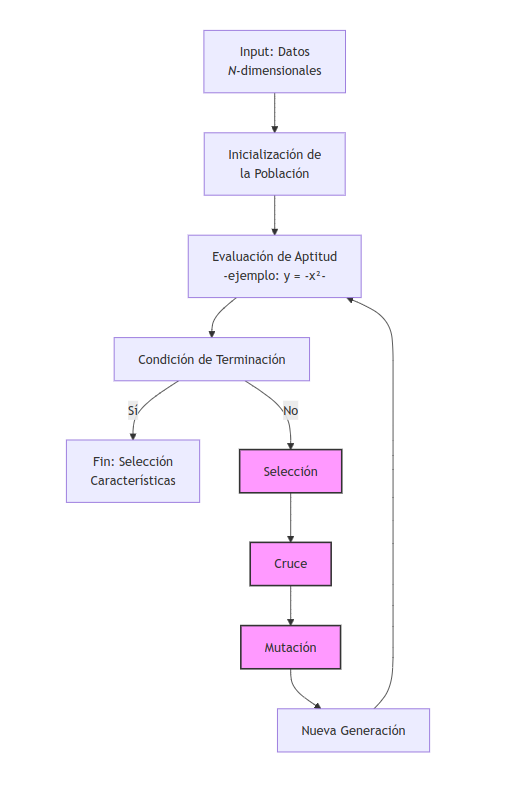 Input: Datos
N-dimensionales
Inicialización de
la Población
Evaluación de Aptitud
-ejemplo: y = -x²-
Condición de Terminación
Sí
No
Fin: Selección
Características
Selección
Cruce
Mutación
Nueva Generación